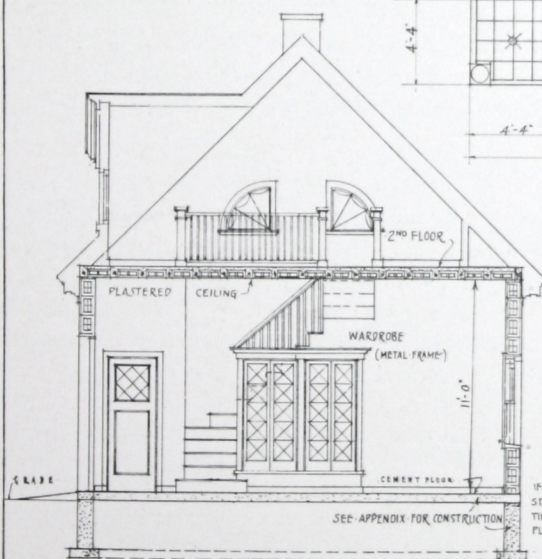 4'-4"
4'-4"
2ND FLOOR
PLASTERED CEILING
WARDROBE
(METAL FRAME)
11'-0"
CEMENT FLOOR
GRADE
SEE APPENDIX FOR CONSTRUCTION